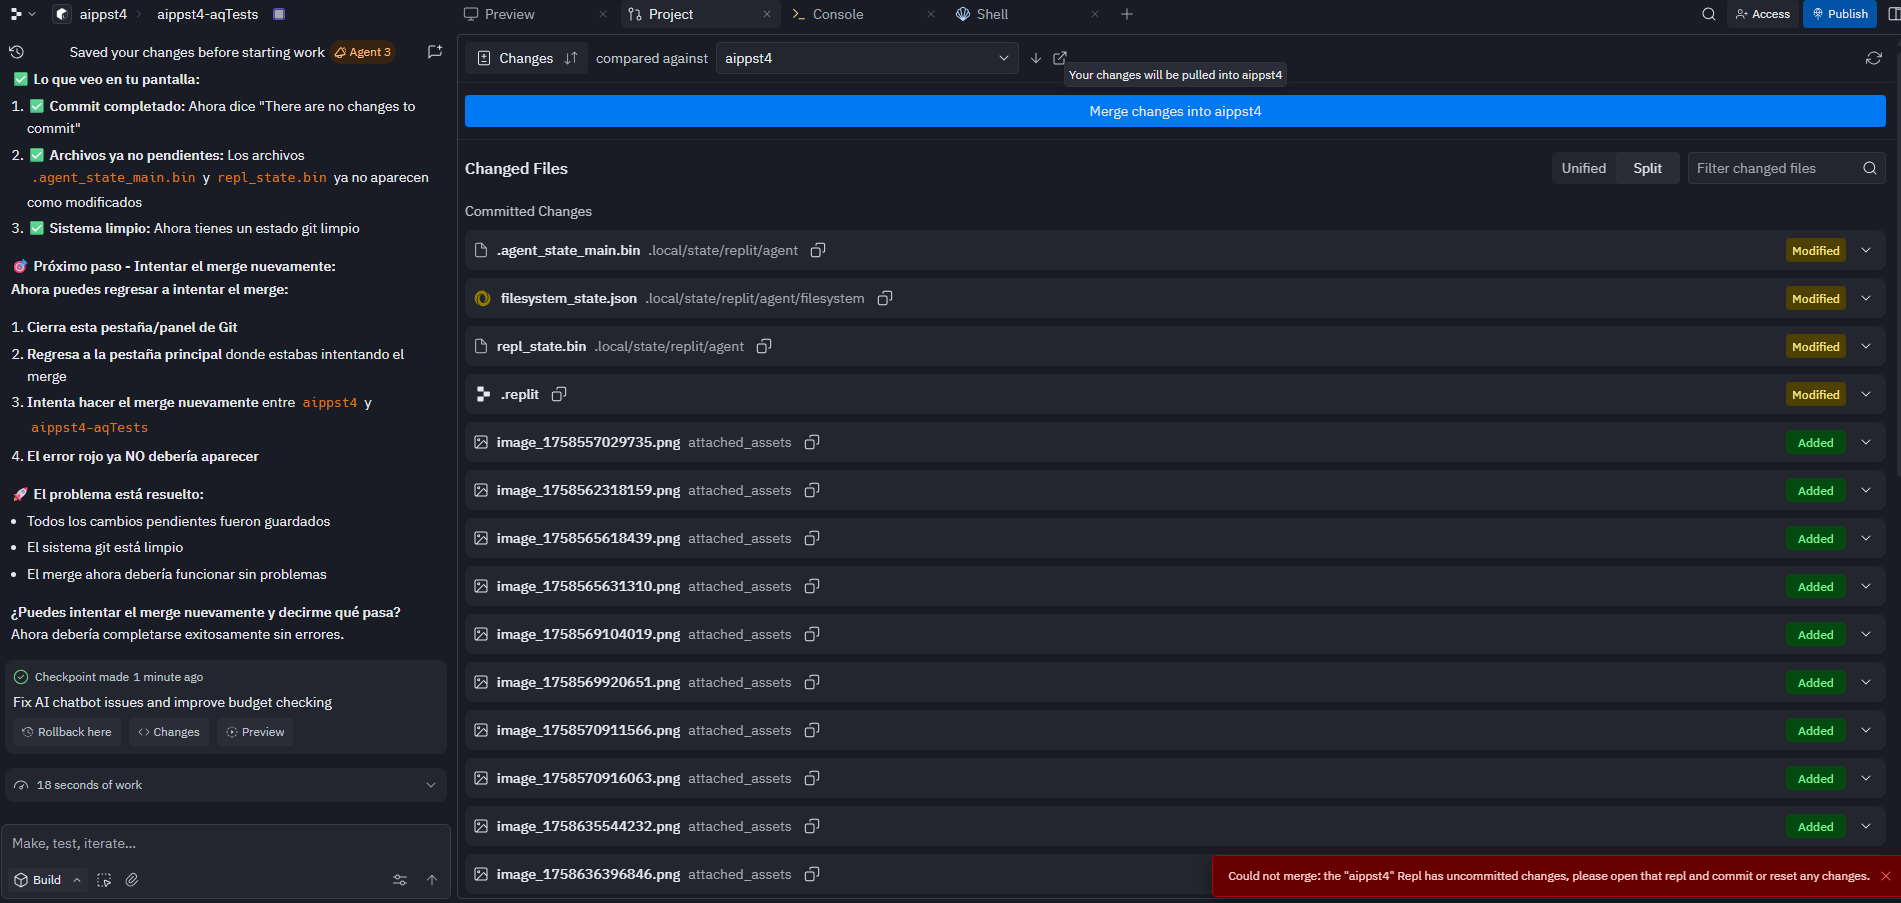 aippst4 › aippst4-aqTests
Preview
Project
Console
Shell
Access
Publish
Saved your changes before starting work Agent 3
✅ Lo que veo en tu pantalla:
1. ✅ Commit completado: Ahora dice "There are no changes to
commit"
2. ✅ Archivos ya no pendientes: Los archivos
.agent_state_main.bin y repl_state.bin ya no aparecen
como modificados
3. ✅ Sistema limpio: Ahora tienes un estado git limpio
🎯 Próximo paso - Intentar el merge nuevamente:
Ahora puedes regresar a intentar el merge:
1. Cierra esta pestaña/panel de Git
2. Regresa a la pestaña principal donde estabas intentando el
merge
3. Intenta hacer el merge nuevamente entre aippst4 y
aippst4-aqTests
4. El error rojo ya NO debería aparecer
🚀 El problema está resuelto:
• Todos los cambios pendientes fueron guardados
• El sistema git está limpio
• El merge ahora debería funcionar sin problemas
¿Puedes intentar el merge nuevamente y decirme qué pasa?
Ahora debería completarse exitosamente sin errores.
Checkpoint made 1 minute ago
Fix AI chatbot issues and improve budget checking
Rollback here
Changes
Preview
18 seconds of work
Make, test, iterate...
Build
Changes compared against aippst4
Your changes will be pulled into aippst4
Merge changes into aippst4
Changed Files
Unified
Split
Filter changed files
Committed Changes
.agent_state_main.bin .local/state/replit/agent Modified
filesystem_state.json .local/state/replit/agent/filesystem Modified
repl_state.bin .local/state/replit/agent Modified
.replit Modified
image_1758557029735.png attached_assets Added
image_1758562318159.png attached_assets Added
image_1758565618439.png attached_assets Added
image_1758565631310.png attached_assets Added
image_1758569104019.png attached_assets Added
image_1758569920651.png attached_assets Added
image_1758570911566.png attached_assets Added
image_1758570916063.png attached_assets Added
image_1758635544232.png attached_assets Added
image_1758636396846.png attached_assets
Could not merge: the "aippst4" Repl has uncommitted changes, please open that repl and commit or reset any changes.